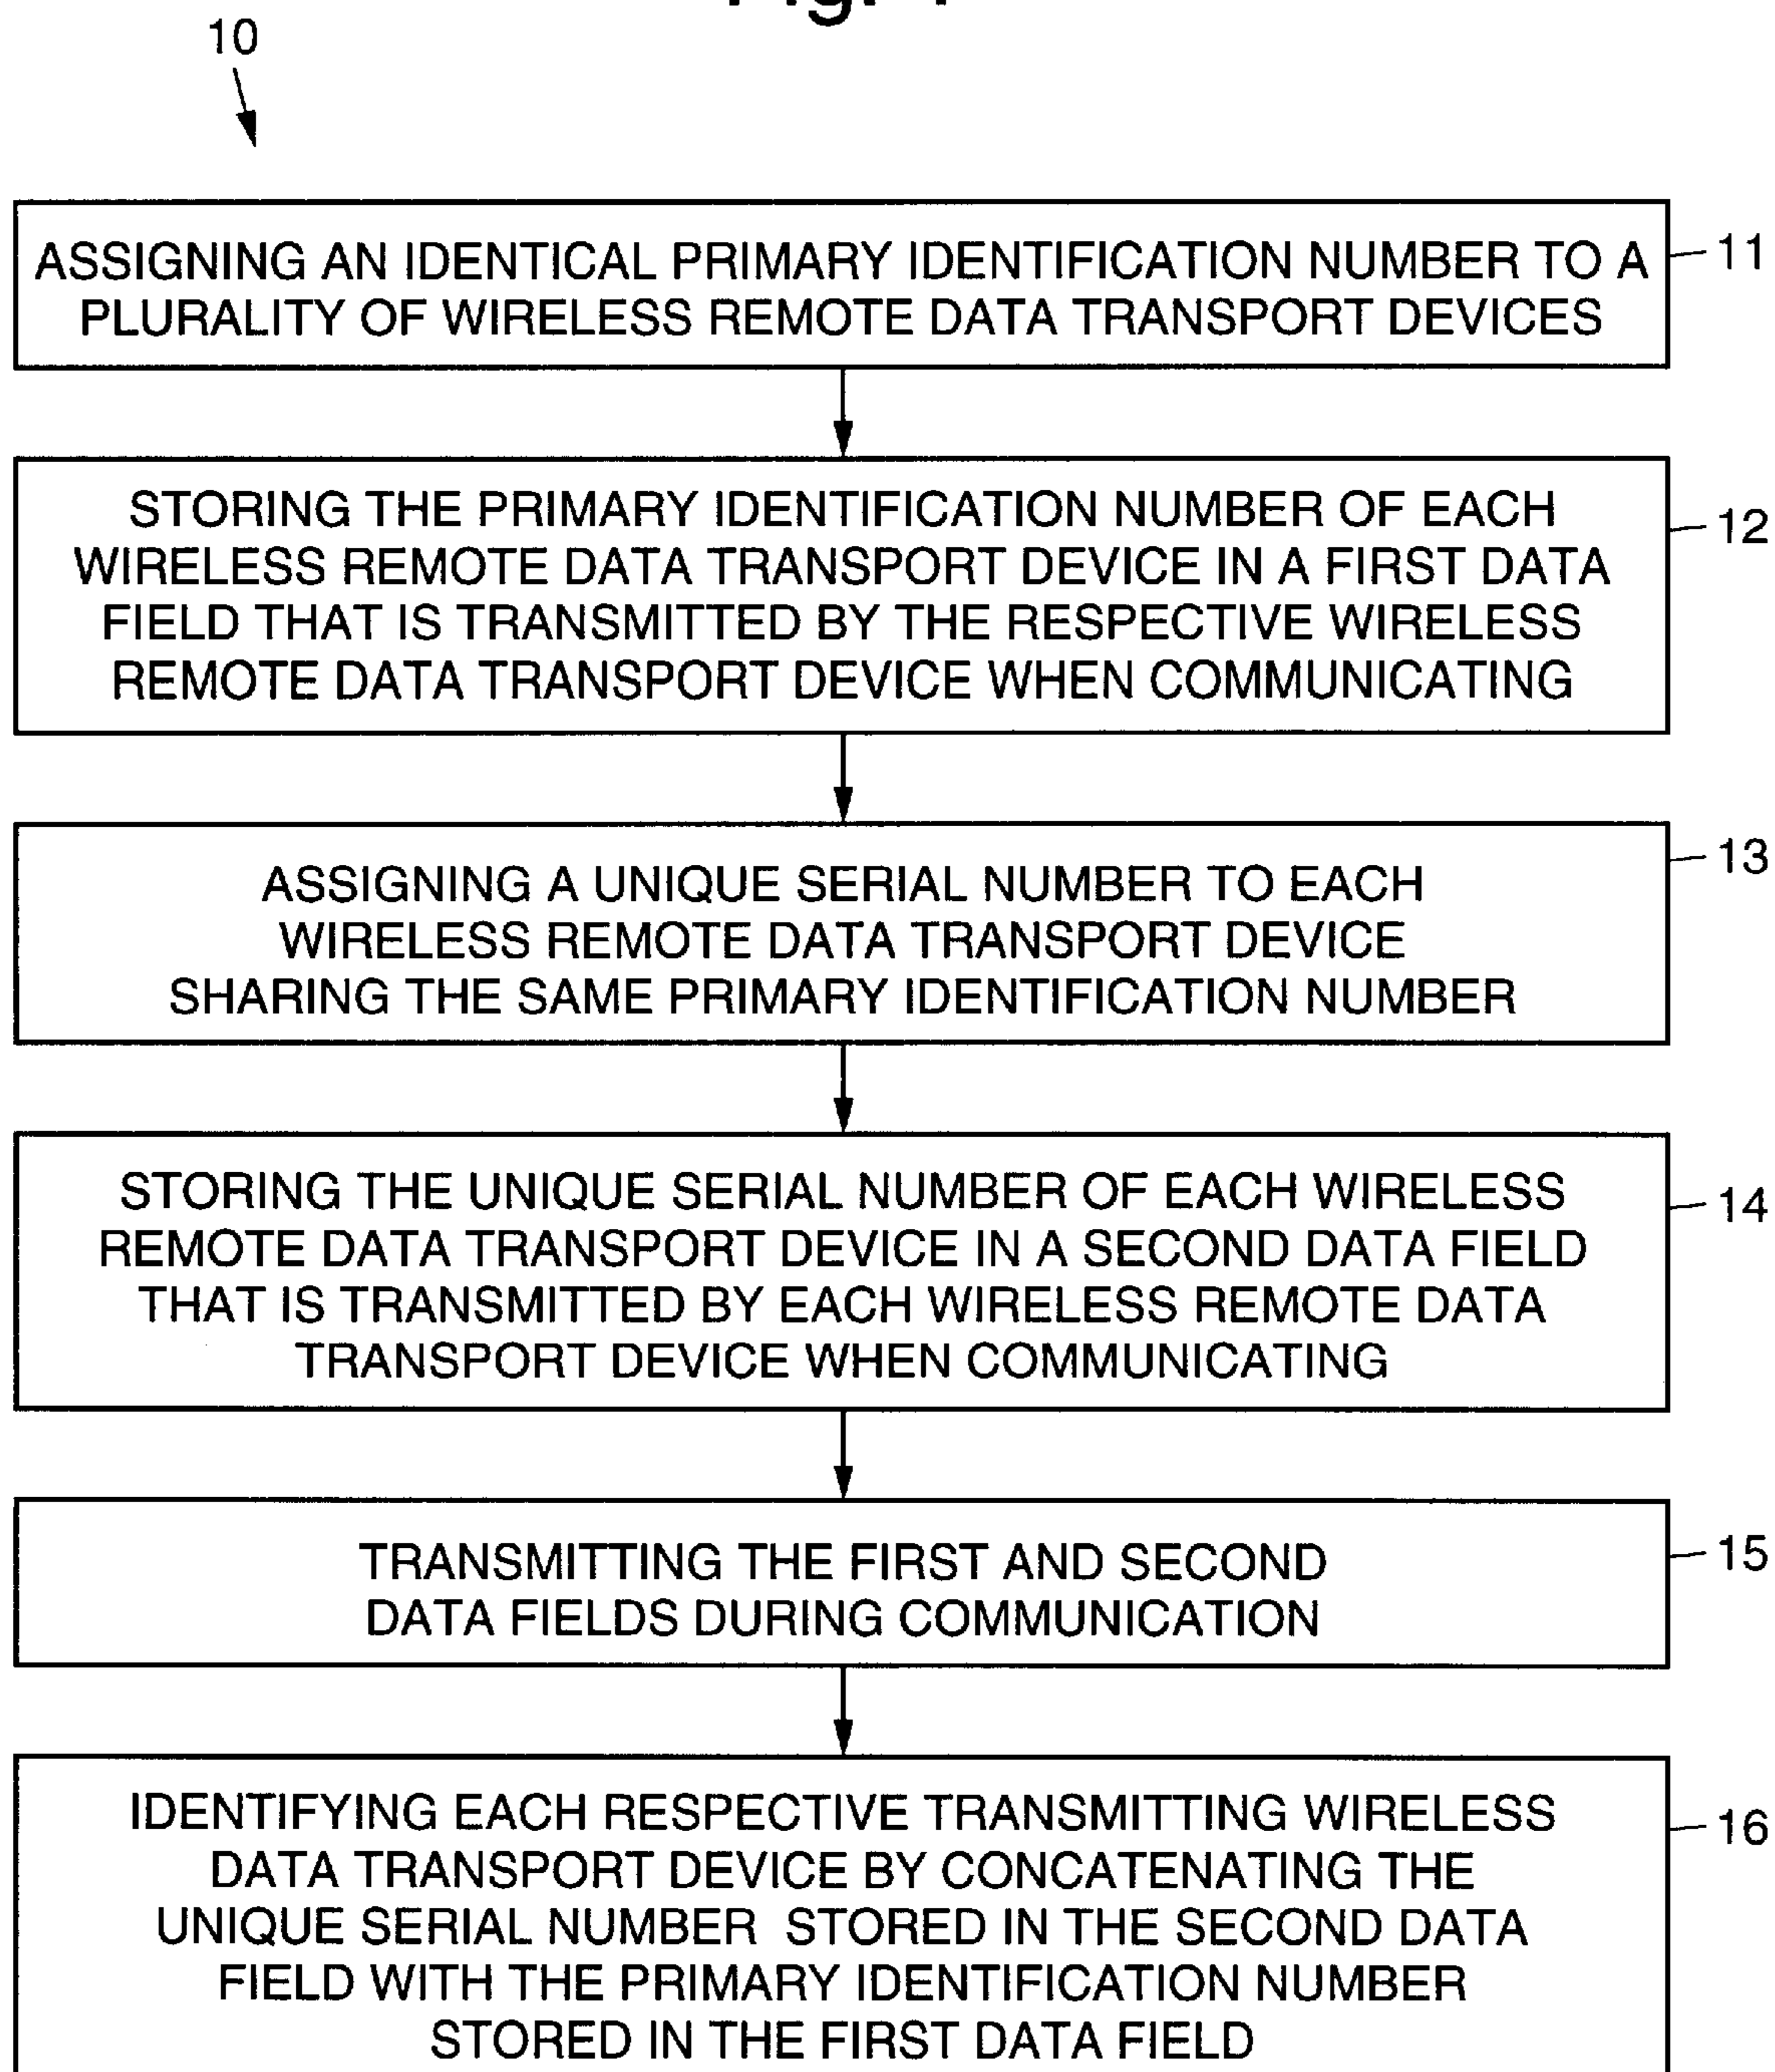 10
ASSIGNING AN IDENTICAL PRIMARY IDENTIFICATION NUMBER TO A
PLURALITY OF WIRELESS REMOTE DATA TRANSPORT DEVICES
11
STORING THE PRIMARY IDENTIFICATION NUMBER OF EACH
WIRELESS REMOTE DATA TRANSPORT DEVICE IN A FIRST DATA
FIELD THAT IS TRANSMITTED BY THE RESPECTIVE WIRELESS
REMOTE DATA TRANSPORT DEVICE WHEN COMMUNICATING
12
ASSIGNING A UNIQUE SERIAL NUMBER TO EACH
WIRELESS REMOTE DATA TRANSPORT DEVICE
SHARING THE SAME PRIMARY IDENTIFICATION NUMBER
13
STORING THE UNIQUE SERIAL NUMBER OF EACH WIRELESS
REMOTE DATA TRANSPORT DEVICE IN A SECOND DATA FIELD
THAT IS TRANSMITTED BY EACH WIRELESS REMOTE DATA
TRANSPORT DEVICE WHEN COMMUNICATING
14
TRANSMITTING THE FIRST AND SECOND
DATA FIELDS DURING COMMUNICATION
15
IDENTIFYING EACH RESPECTIVE TRANSMITTING WIRELESS
DATA TRANSPORT DEVICE BY CONCATENATING THE
UNIQUE SERIAL NUMBER STORED IN THE SECOND DATA
FIELD WITH THE PRIMARY IDENTIFICATION NUMBER
STORED IN THE FIRST DATA FIELD
16